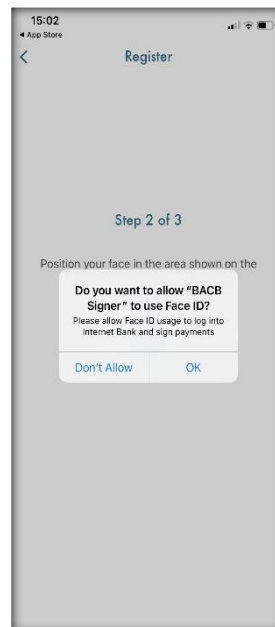 15:02
◀ App Store
Register
Step 2 of 3
Position your face in the area shown on the
Do you want to allow “BACB
Signer” to use Face ID?
Please allow Face ID usage to log into
Internet Bank and sign payments
Don’t Allow OK